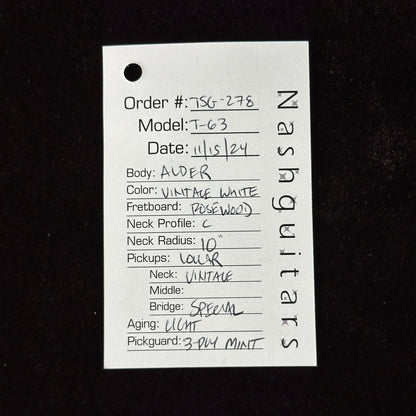 Order #: TSG-278
Model: T-63
Date: 11/15/24
Body: ALDER
Color: VINTAGE WHITE
Fretboard: ROSEWOOD
Neck Profile: C
Neck Radius: 10"
Pickups: LOLLAR
Neck: VINTAGE
Middle:
Bridge: SPECIAL
Aging: LIGHT
Pickguard: 3-PLY MINT
Nashguitars